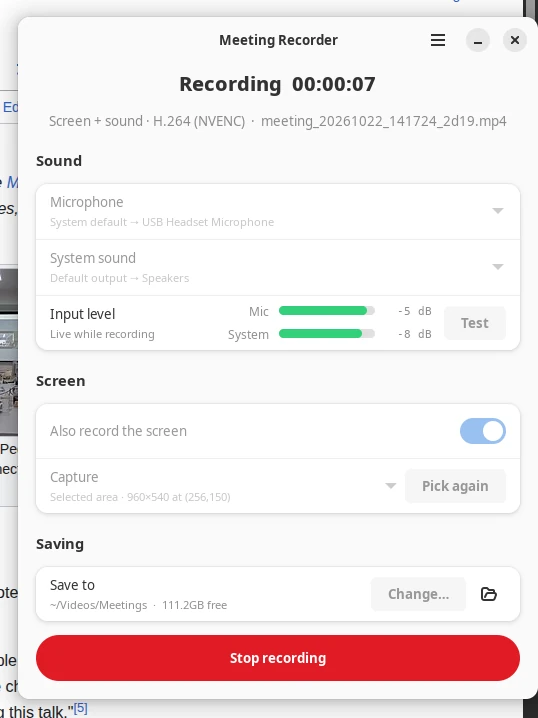 Meeting Recorder
Recording 00:00:07
Screen + sound · H.264 (NVENC) · meeting_20261022_141724_2d19.mp4
Sound
Microphone
System default → USB Headset Microphone
System sound
Default output → Speakers
Input level
Live while recording
Mic -5 dB
System -8 dB
Test
Screen
Also record the screen
Capture
Selected area · 960×540 at (256,150)
Pick again
Saving
Save to
~/Videos/Meetings · 111.2GB free
Change...
Stop recording
Ed
g this talk."[5]